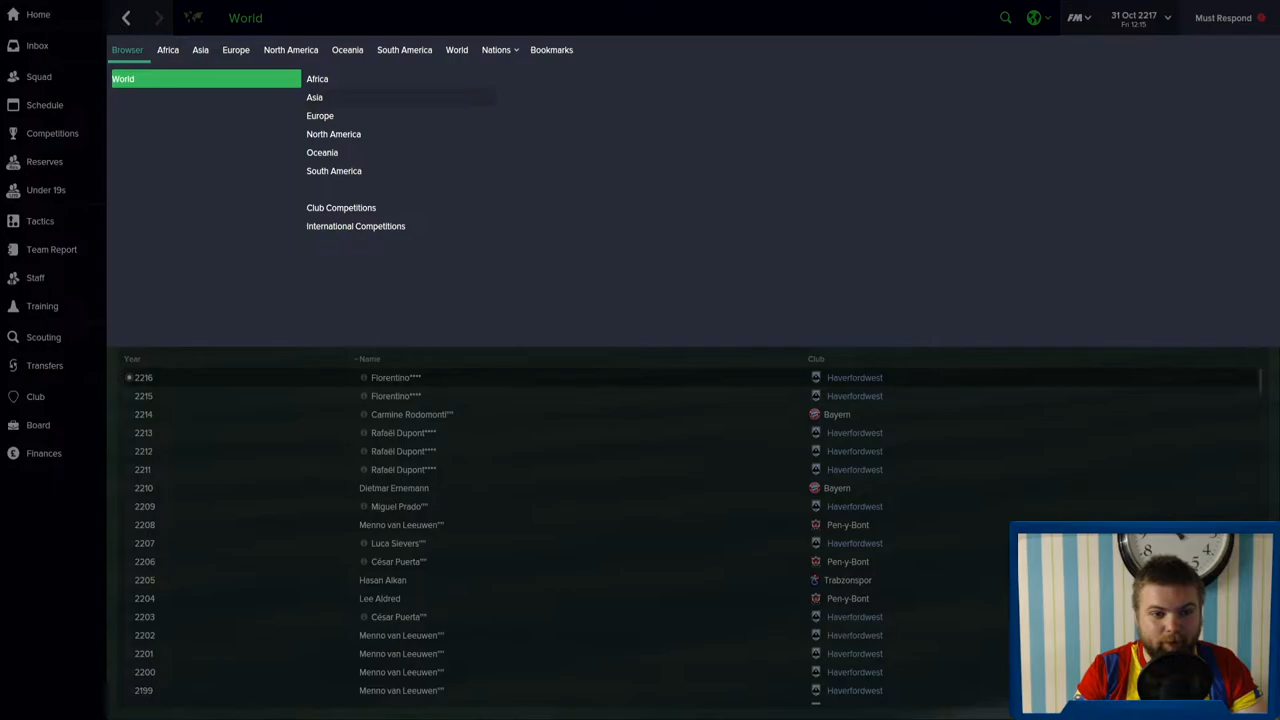 Home
World
FM
31 Oct 2217
Fri 12:15
Must Respond
Inbox
Squad
Schedule
Competitions
Reserves
Under 19s
Tactics
Team Report
Staff
Training
Scouting
Transfers
Club
Board
Finances
Browser Africa Asia Europe North America Oceania South America World Nations Bookmarks
World
Africa
Asia
Europe
North America
Oceania
South America
Club Competitions
International Competitions
Year Name Club
2216 Florentino**** Haverfordwest
2215 Florentino**** Haverfordwest
2214 Carmine Rodomonti"" Bayern
2213 Rafaël Dupont**** Haverfordwest
2212 Rafaël Dupont**** Haverfordwest
2211 Rafaël Dupont**** Haverfordwest
2210 Dietmar Ernemann Bayern
2209 Miguel Prado"" Haverfordwest
2208 Menno van Leeuwen"" Pen-y-Bont
2207 Luca Sievers"" Haverfordwest
2206 César Puerta"" Pen-y-Bont
2205 Hasan Alkan Trabzonspor
2204 Lee Aldred Pen-y-Bont
2203 César Puerta"" Haverfordwest
2202 Menno van Leeuwen"" Haverfordwest
2201 Menno van Leeuwen"" Haverfordwest
2200 Menno van Leeuwen"" Haverfordwest
2199 Menno van Leeuwen"" Haverfordwest